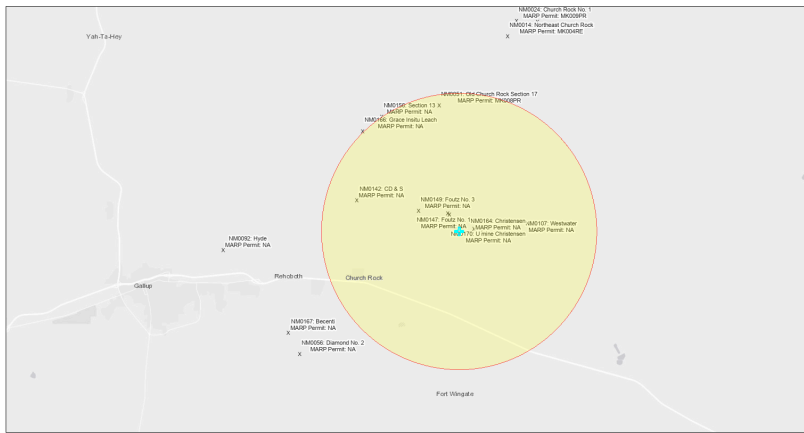 NM0024: Church Rock No. 1
MARP Permit: MK009PR
NM0014: Northeast Church Rock
MARP Permit: MK004RE
Yah-Ta-Hey
NM0051: Old Church Rock Section 17
MARP Permit: MK008PR
NM0150: Section 13
MARP Permit: NA
NM0166: Grace Insitu Leach
MARP Permit: NA
NM0142: CD & S
MARP Permit: NA
NM0149: Foutz No. 3
MARP Permit: NA
NM0147: Foutz No. 1
MARP Permit: NA
NM0164: Christensen
MARP Permit: NA
NM0107: Westwater
MARP Permit: NA
Christensen
MARP Permit: NA
NM0092: Hyde
MARP Permit: NA
Rehoboth
Church Rock
Gallup
NM0167: Becenti
MARP Permit: NA
NM0056: Diamond No. 2
MARP Permit: NA
Fort Wingate